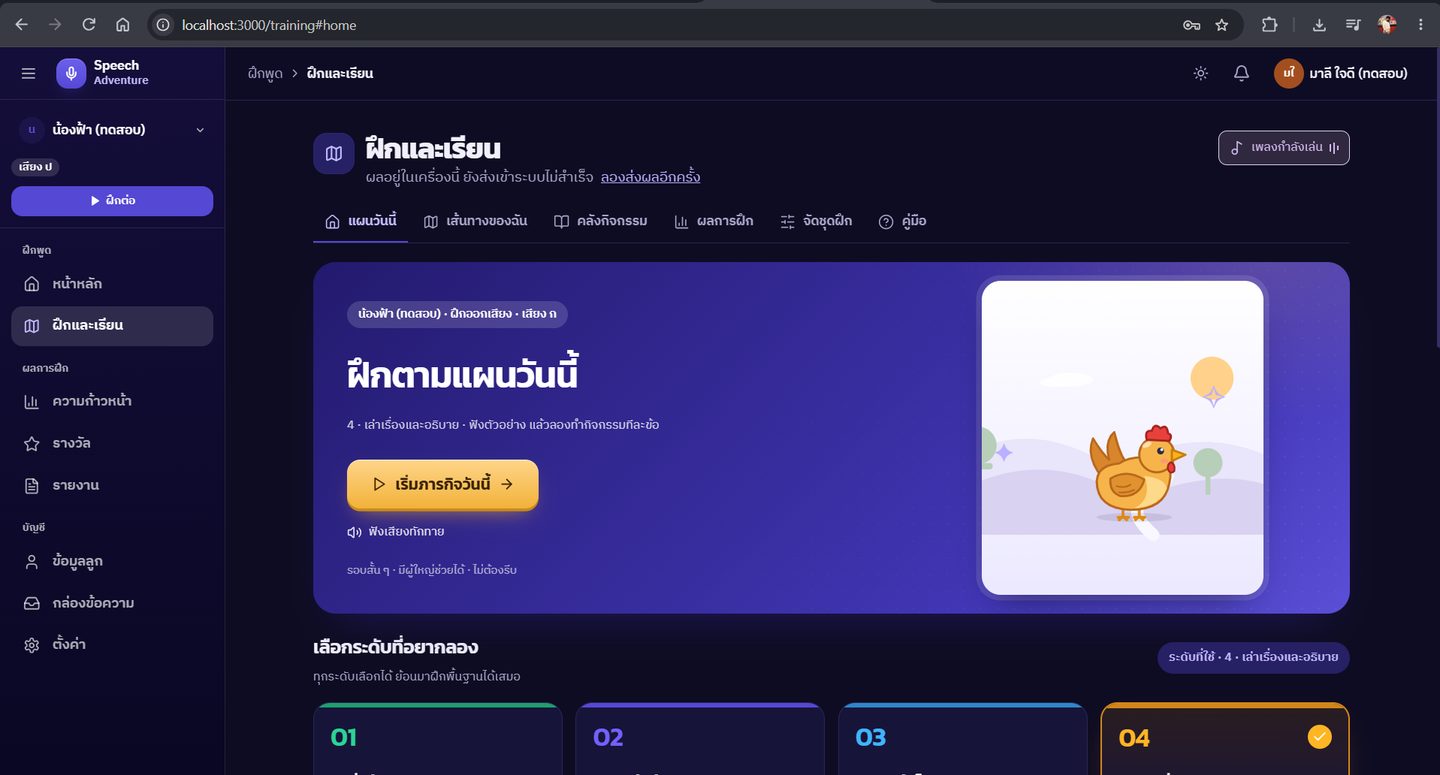 localhost:3000/training#home
Speech
Adventure
ฝึกพูด > ฝึกและเรียน
มใ
มาลี ใจดี (ทดสอบ)
น
น้องฟ้า (ทดสอบ)
เสียง ป
ฝึกต่อ
ฝึกพูด
หน้าหลัก
ฝึกและเรียน
ผลการฝึก
ความก้าวหน้า
รางวัล
รายงาน
บัญชี
ข้อมูลลูก
กล่องข้อความ
ตั้งค่า
ฝึกและเรียน
ผลอยู่ในเครื่องนี้ ยังส่งเข้าระบบไม่สำเร็จ ลองส่งผลอีกครั้ง
เพลงกำลังเล่น
แผนวันนี้ เส้นทางของฉัน คลังกิจกรรม ผลการฝึก จัดชุดฝึก คู่มือ
น้องฟ้า (ทดสอบ) · ฝึกออกเสียง · เสียง ก
ฝึกตามแผนวันนี้
4 · เล่าเรื่องและอธิบาย · ฟังตัวอย่าง แล้วลองทำกิจกรรมทีละข้อ
เริ่มภารกิจวันนี้
ฟังเสียงทักทาย
รอบสั้น ๆ · มีผู้ใหญ่ช่วยได้ · ไม่ต้องรีบ
เลือกระดับที่อยากลอง
ทุกระดับเลือกได้ ย้อนมาฝึกพื้นฐานได้เสมอ
ระดับที่ใช้ · 4 · เล่าเรื่องและอธิบาย
01
02
03
04